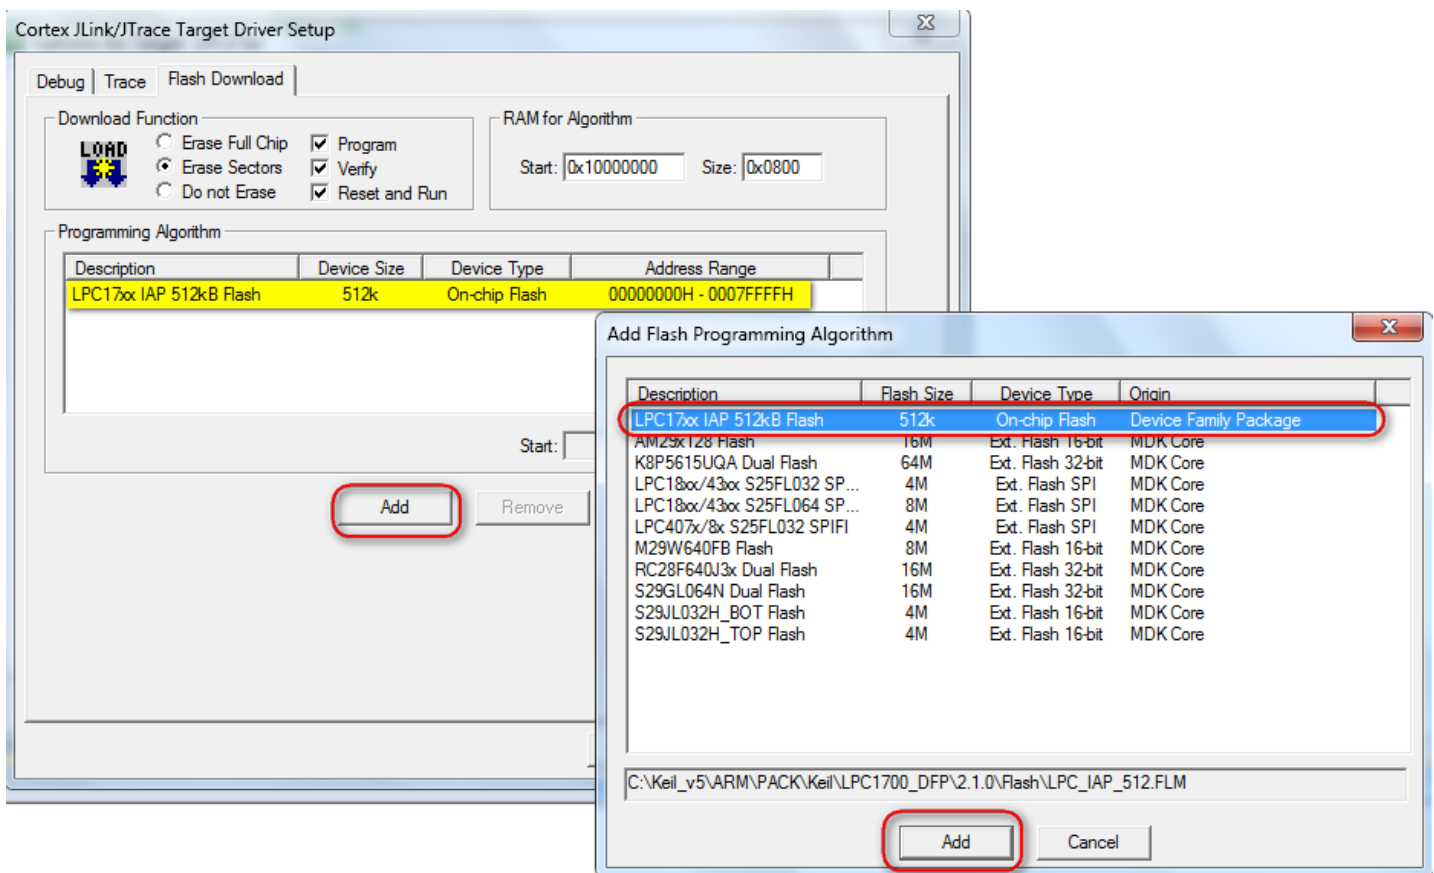 Cortex JLink/JTrace Target Driver Setup
Debug Trace Flash Download
Download Function
LOAD
Erase Full Chip
Erase Sectors
Do not Erase
Program
Verify
Reset and Run
RAM for Algorithm
Start: 0x10000000 Size: 0x0800
Programming Algorithm
Description Device Size Device Type Address Range
LPC17xx IAP 512kB Flash 512k On-chip Flash 00000000H - 0007FFFFH
Start:
Add Remove
Add Flash Programming Algorithm
Description Flash Size Device Type Origin
LPC17xx IAP 512kB Flash 512k On-chip Flash Device Family Package
AM29x128 Flash 16M Ext. Flash 16-bit MDK Core
K8P5615UQA Dual Flash 64M Ext. Flash 32-bit MDK Core
LPC18xx/43xx S25FL032 SP... 4M Ext. Flash SPI MDK Core
LPC18xx/43xx S25FL064 SP... 8M Ext. Flash SPI MDK Core
LPC407x/8x S25FL032 SPIFI 4M Ext. Flash SPI MDK Core
M29W640FB Flash 8M Ext. Flash 16-bit MDK Core
RC28F640J3x Dual Flash 16M Ext. Flash 32-bit MDK Core
S29GL064N Dual Flash 16M Ext. Flash 32-bit MDK Core
S29JL032H_BOT Flash 4M Ext. Flash 16-bit MDK Core
S29JL032H_TOP Flash 4M Ext. Flash 16-bit MDK Core
C:\Keil_v5\ARM\PACK\Keil\LPC1700_DFP\2.1.0\Flash\LPC_IAP_512.FLM
Add Cancel